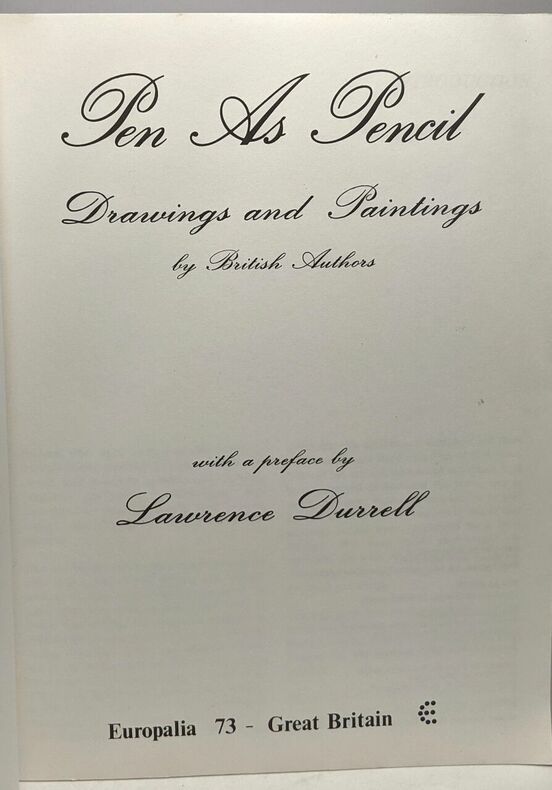 Pen As Pencil
Drawings and Paintings
by British Authors
with a preface by
Lawrence Durrell
Europalia 73 - Great Britain